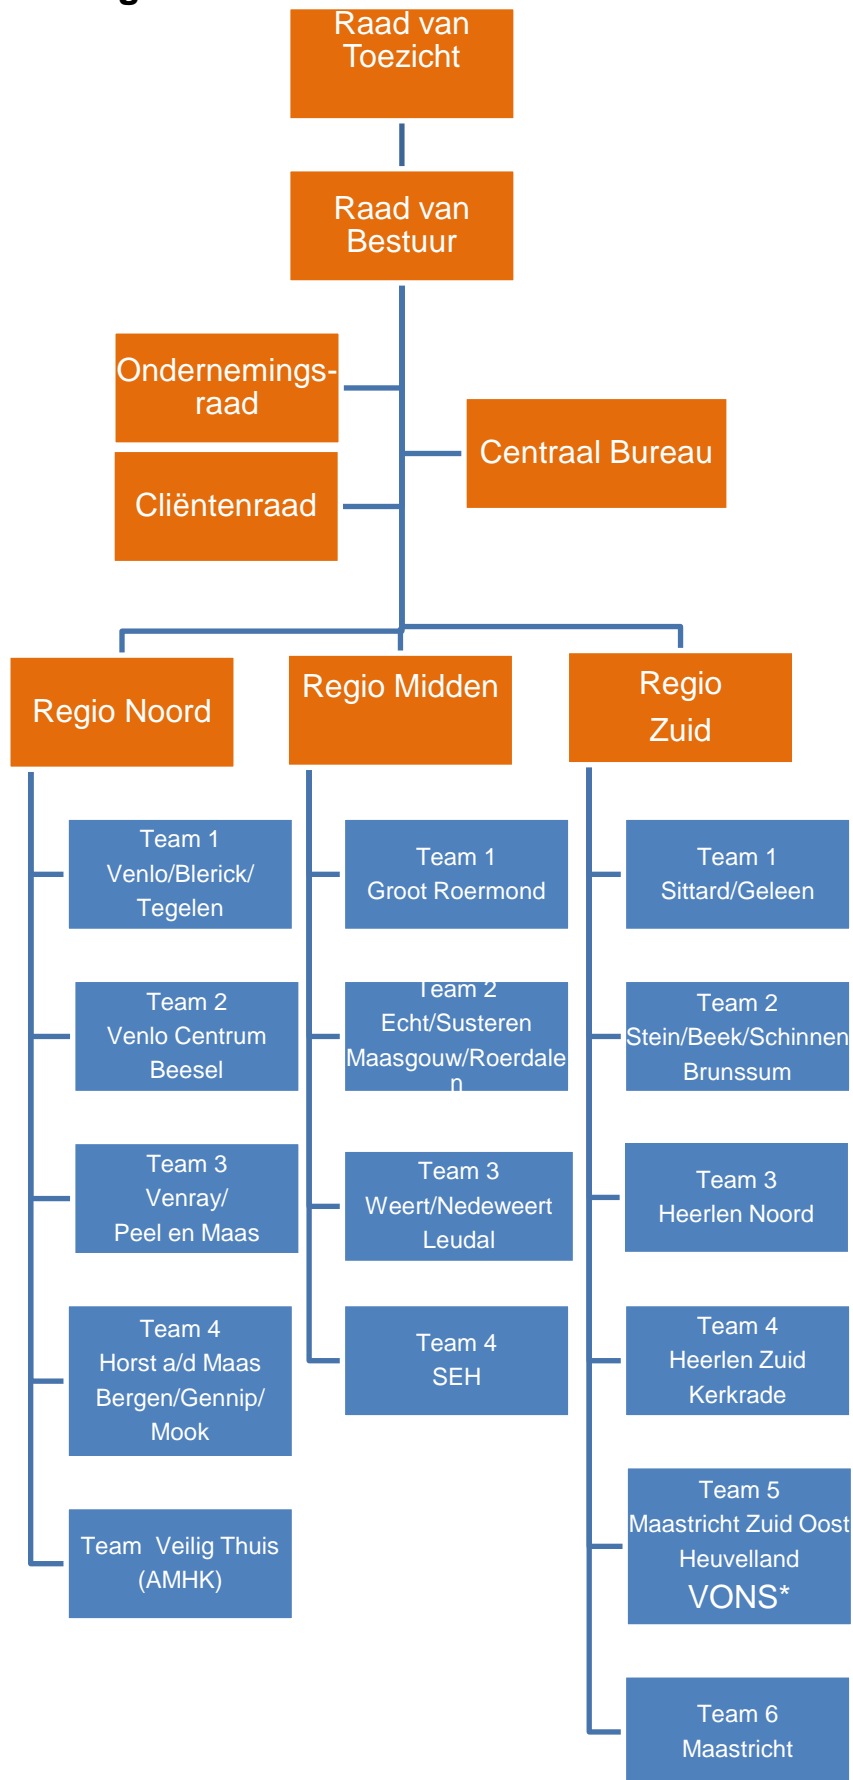 Raad van
Toezicht
Raad van
Bestuur
Ondernemings-
raad
Centraal Bureau
Cliëntenraad
Regio Noord
Regio Midden
Regio
Zuid
Team 1
Venlo/Blerick/
Tegelen
Team 2
Venlo Centrum
Beesel
Team 3
Venray/
Peel en Maas
Team 4
Horst a/d Maas
Bergen/Gennip/
Mook
Team Veilig Thuis
(AMHK)
Team 1
Groot Roermond
Team 2
Echt/Susteren
Maasgouw/Roerdale
n
Team 3
Weert/Nedeweert
Leudal
Team 4
SEH
Team 1
Sittard/Geleen
Team 2
Stein/Beek/Schinnen
Brunssum
Team 3
Heerlen Noord
Team 4
Heerlen Zuid
Kerkrade
Team 5
Maastricht Zuid Oost
Heuvelland
VONS*
Team 6
Maastricht